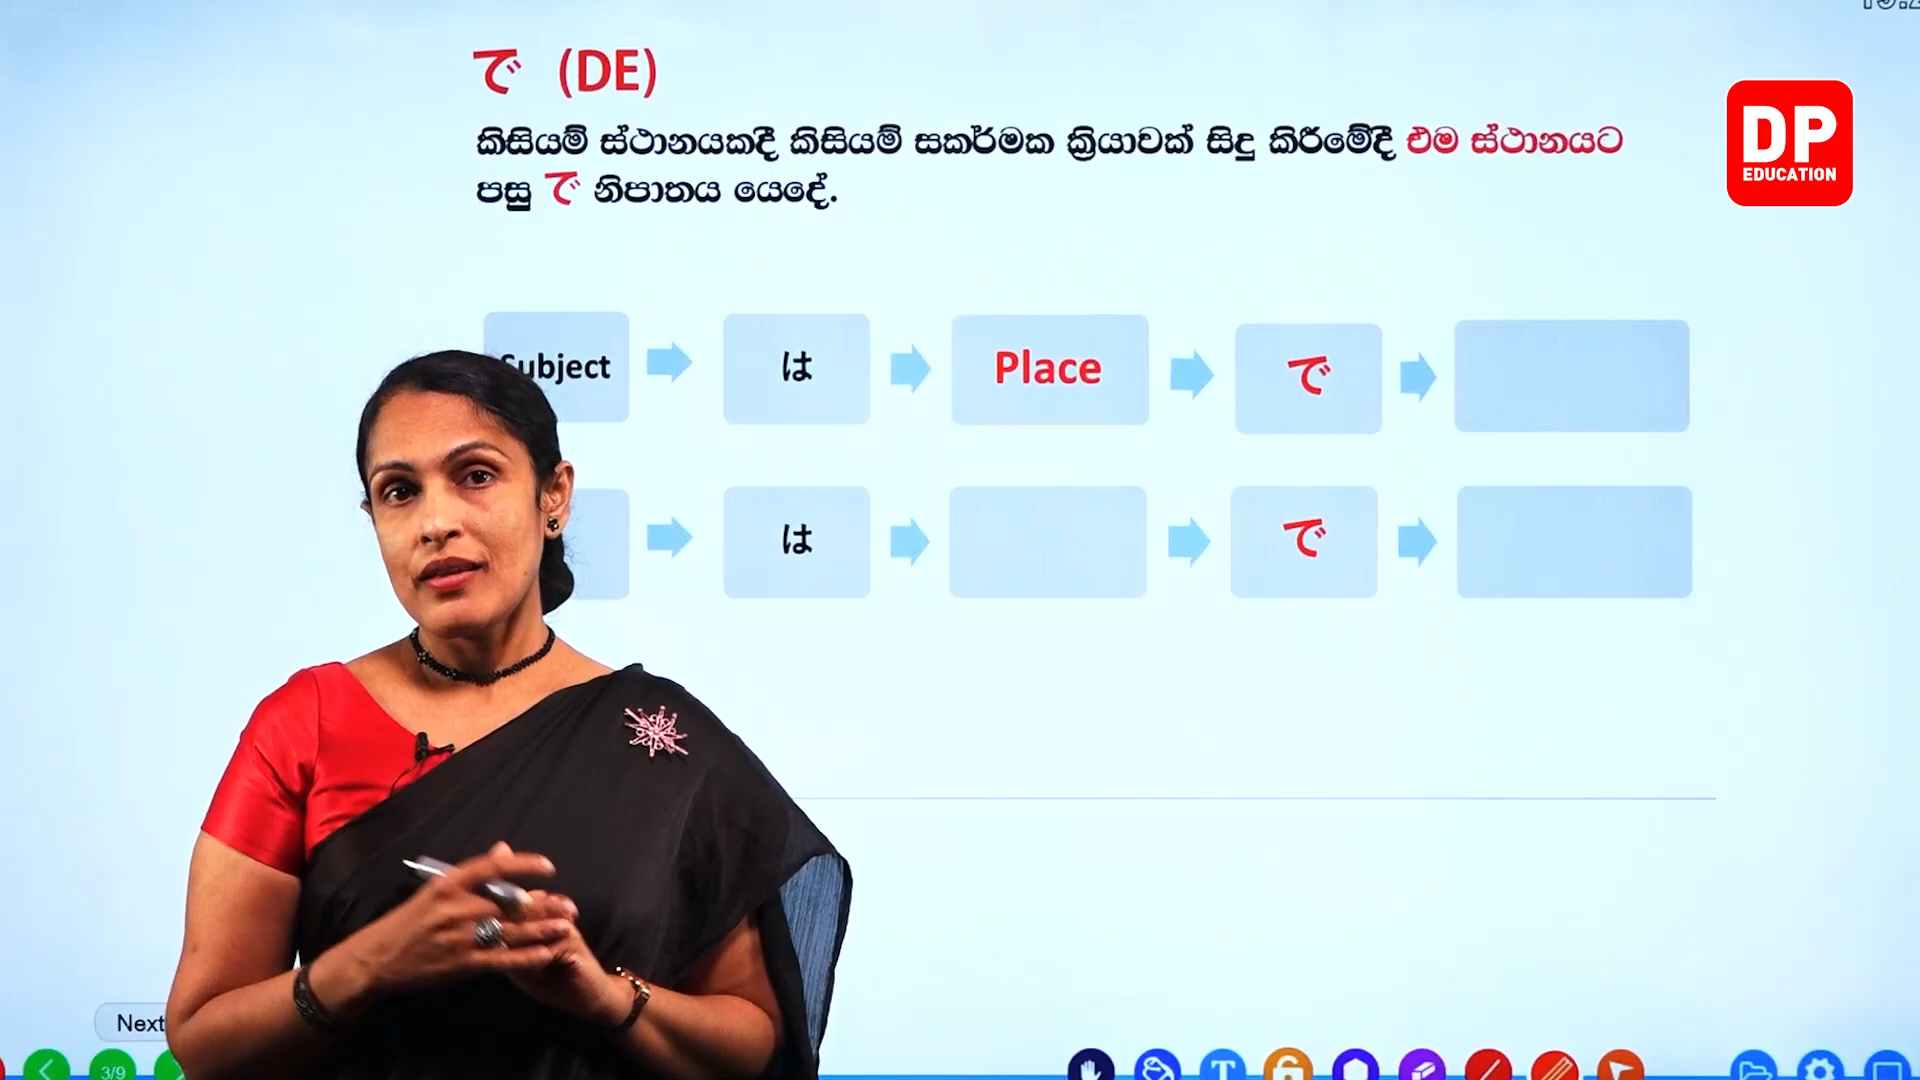 で (DE)
කිසියම් ස්ථානයකදී කිසියම් සකර්මක ක්‍රියාවක් සිදු කිරීමේදී එම ස්ථානයට
පසු で නිපාතය යෙදේ.
DP
EDUCATION
Subject
は
Place
で
は
で
Next
3/9
T